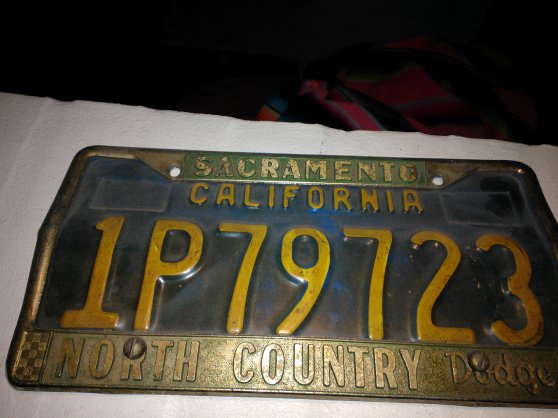 SACRAMENTO
CALIFORNIA
1P79723
NORTH COUNTRY Dodge